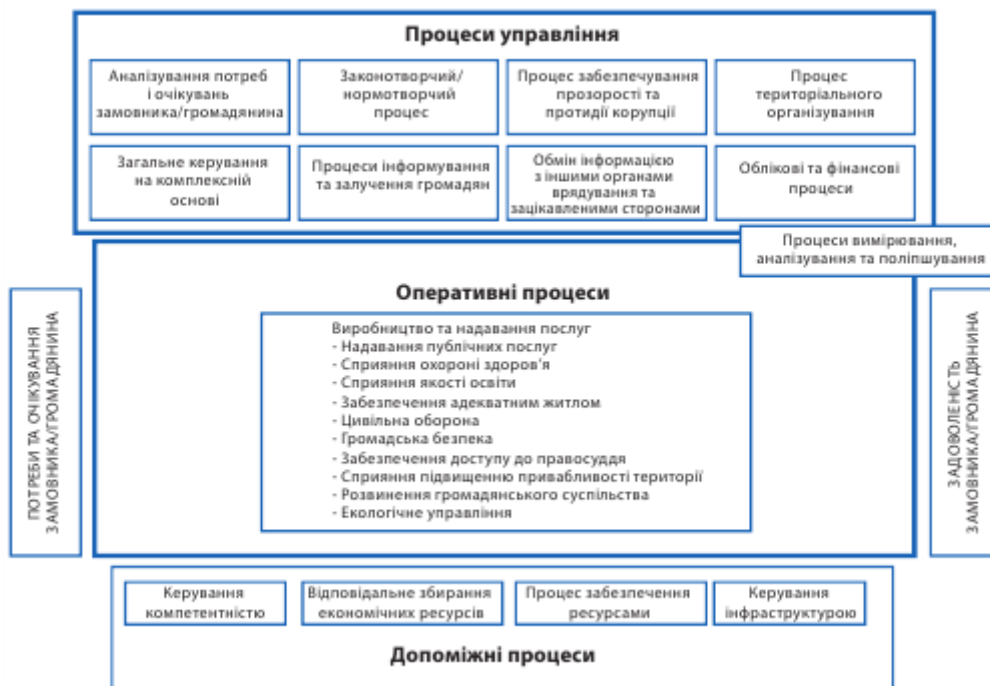 Процеси управління
Аналізування потреб
і очікувань
замовника/громадянина
Законотворчий/
нормотворчий
процес
Процес забезпечування
прозорості та
протидії корупції
Процес
територіального
організування
Загальне керування
на комплексній
основі
Процеси інформування
та залучення громадян
Обмін інформацією
з іншими органами
врядування та
зацікавленими сторонами
Облікові та фінансові
процеси
Процеси вимірювання,
аналізування та поліпшування
ПОТРЕБИ ТА ОЧІКУВАННЯ
ЗАМОВНИКА/ГРОМАДЯНИНА
Оперативні процеси
Виробництво та надавання послуг
- Надавання публічних послуг
- Сприяння охороні здоров'я
- Сприяння якості освіти
- Забезпечення адекватним житлом
- Цивільна оборона
- Громадська безпека
- Забезпечення доступу до правосуддя
- Сприяння підвищенню привабливості території
- Розвинення громадянського суспільства
- Екологічне управління
ЗАДОВОЛЕНІСТЬ
ЗАМОВНИКА/ГРОМАДЯНИНА
Керування
компетентністю
Відповідальне збирання
економічних ресурсів
Процес забезпечення
ресурсами
Керування
інфраструктурою
Допоміжні процеси